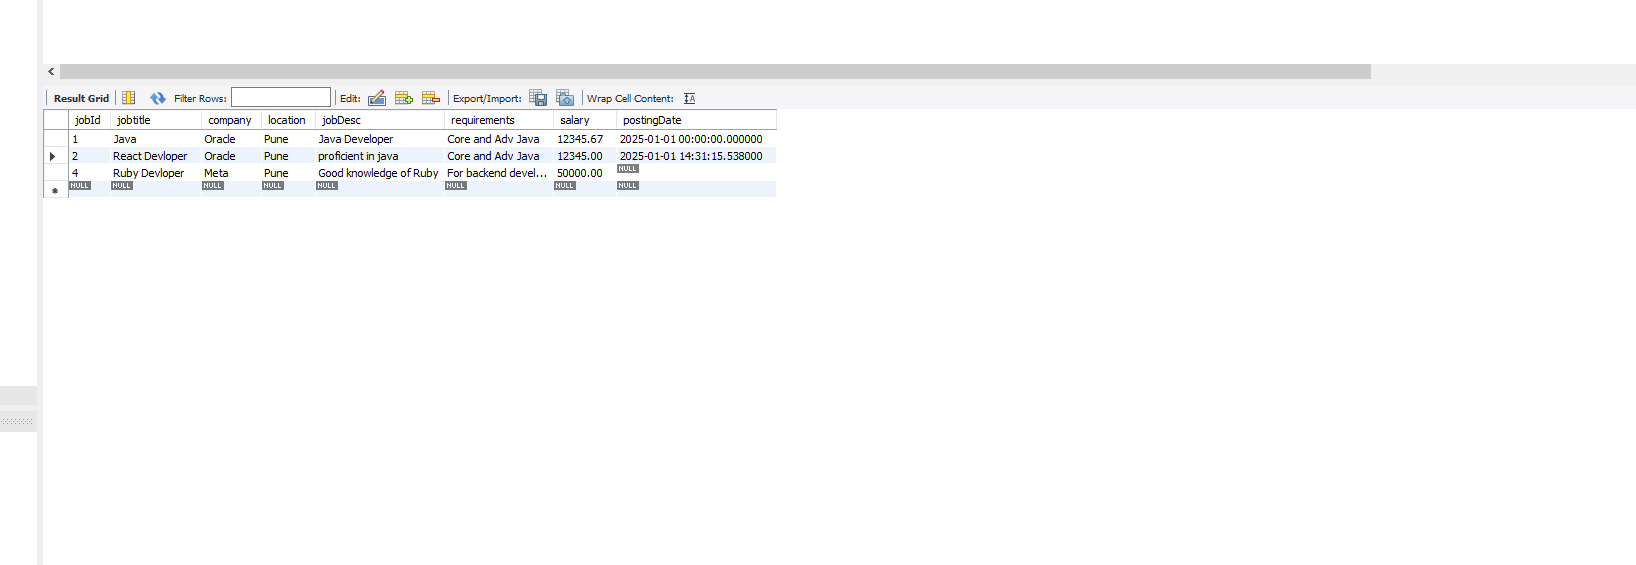 Result Grid Filter Rows: Edit: Export/Import: Wrap Cell Content: IA
jobId jobtitle company location jobDesc requirements salary postingDate
1 Java Oracle Pune Java Developer Core and Adv Java 12345.67 2025-01-01 00:00:00.000000
2 React Devloper Oracle Pune proficient in java Core and Adv Java 12345.00 2025-01-01 14:31:15.538000
4 Ruby Devloper Meta Pune Good knowledge of Ruby For backend devel... 50000.00 NULL
NULL NULL NULL NULL NULL NULL NULL NULL